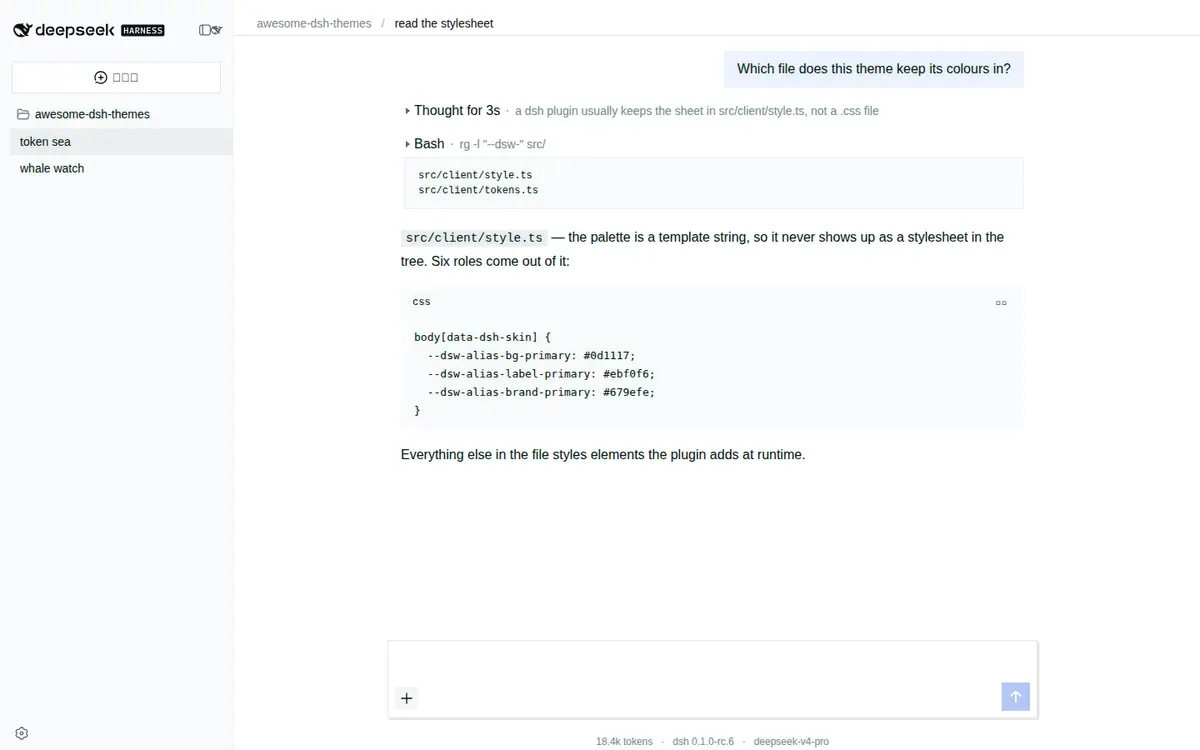 deepseek HARNESS
awesome-dsh-themes
token sea
whale watch
awesome-dsh-themes / read the stylesheet
Which file does this theme keep its colours in?
Thought for 3s · a dsh plugin usually keeps the sheet in src/client/style.ts, not a .css file
Bash · rg -l "--dsw-" src/
src/client/style.ts
src/client/tokens.ts
src/client/style.ts — the palette is a template string, so it never shows up as a stylesheet in the
tree. Six roles come out of it:
css
body[data-dsh-skin] {
--dsw-alias-bg-primary: #0d1117;
--dsw-alias-label-primary: #ebf0f6;
--dsw-alias-brand-primary: #679efe;
}
Everything else in the file styles elements the plugin adds at runtime.
18.4k tokens · dsh 0.1.0-rc.6 · deepseek-v4-pro